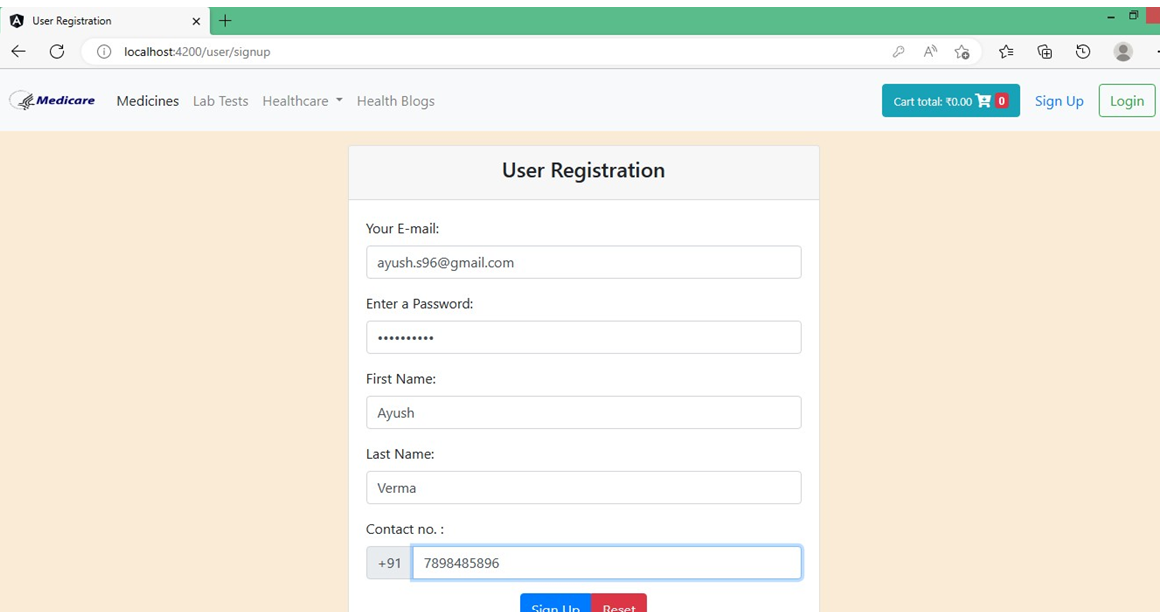 User Registration
localhost:4200/user/signup
Medicare Medicines Lab Tests Healthcare Health Blogs Cart total: ₹0.00 0 Sign Up Login
User Registration
Your E-mail:
ayush.s96@gmail.com
Enter a Password:
••••••••••
First Name:
Ayush
Last Name:
Verma
Contact no. :
+91 7898485896
Sign Up Reset